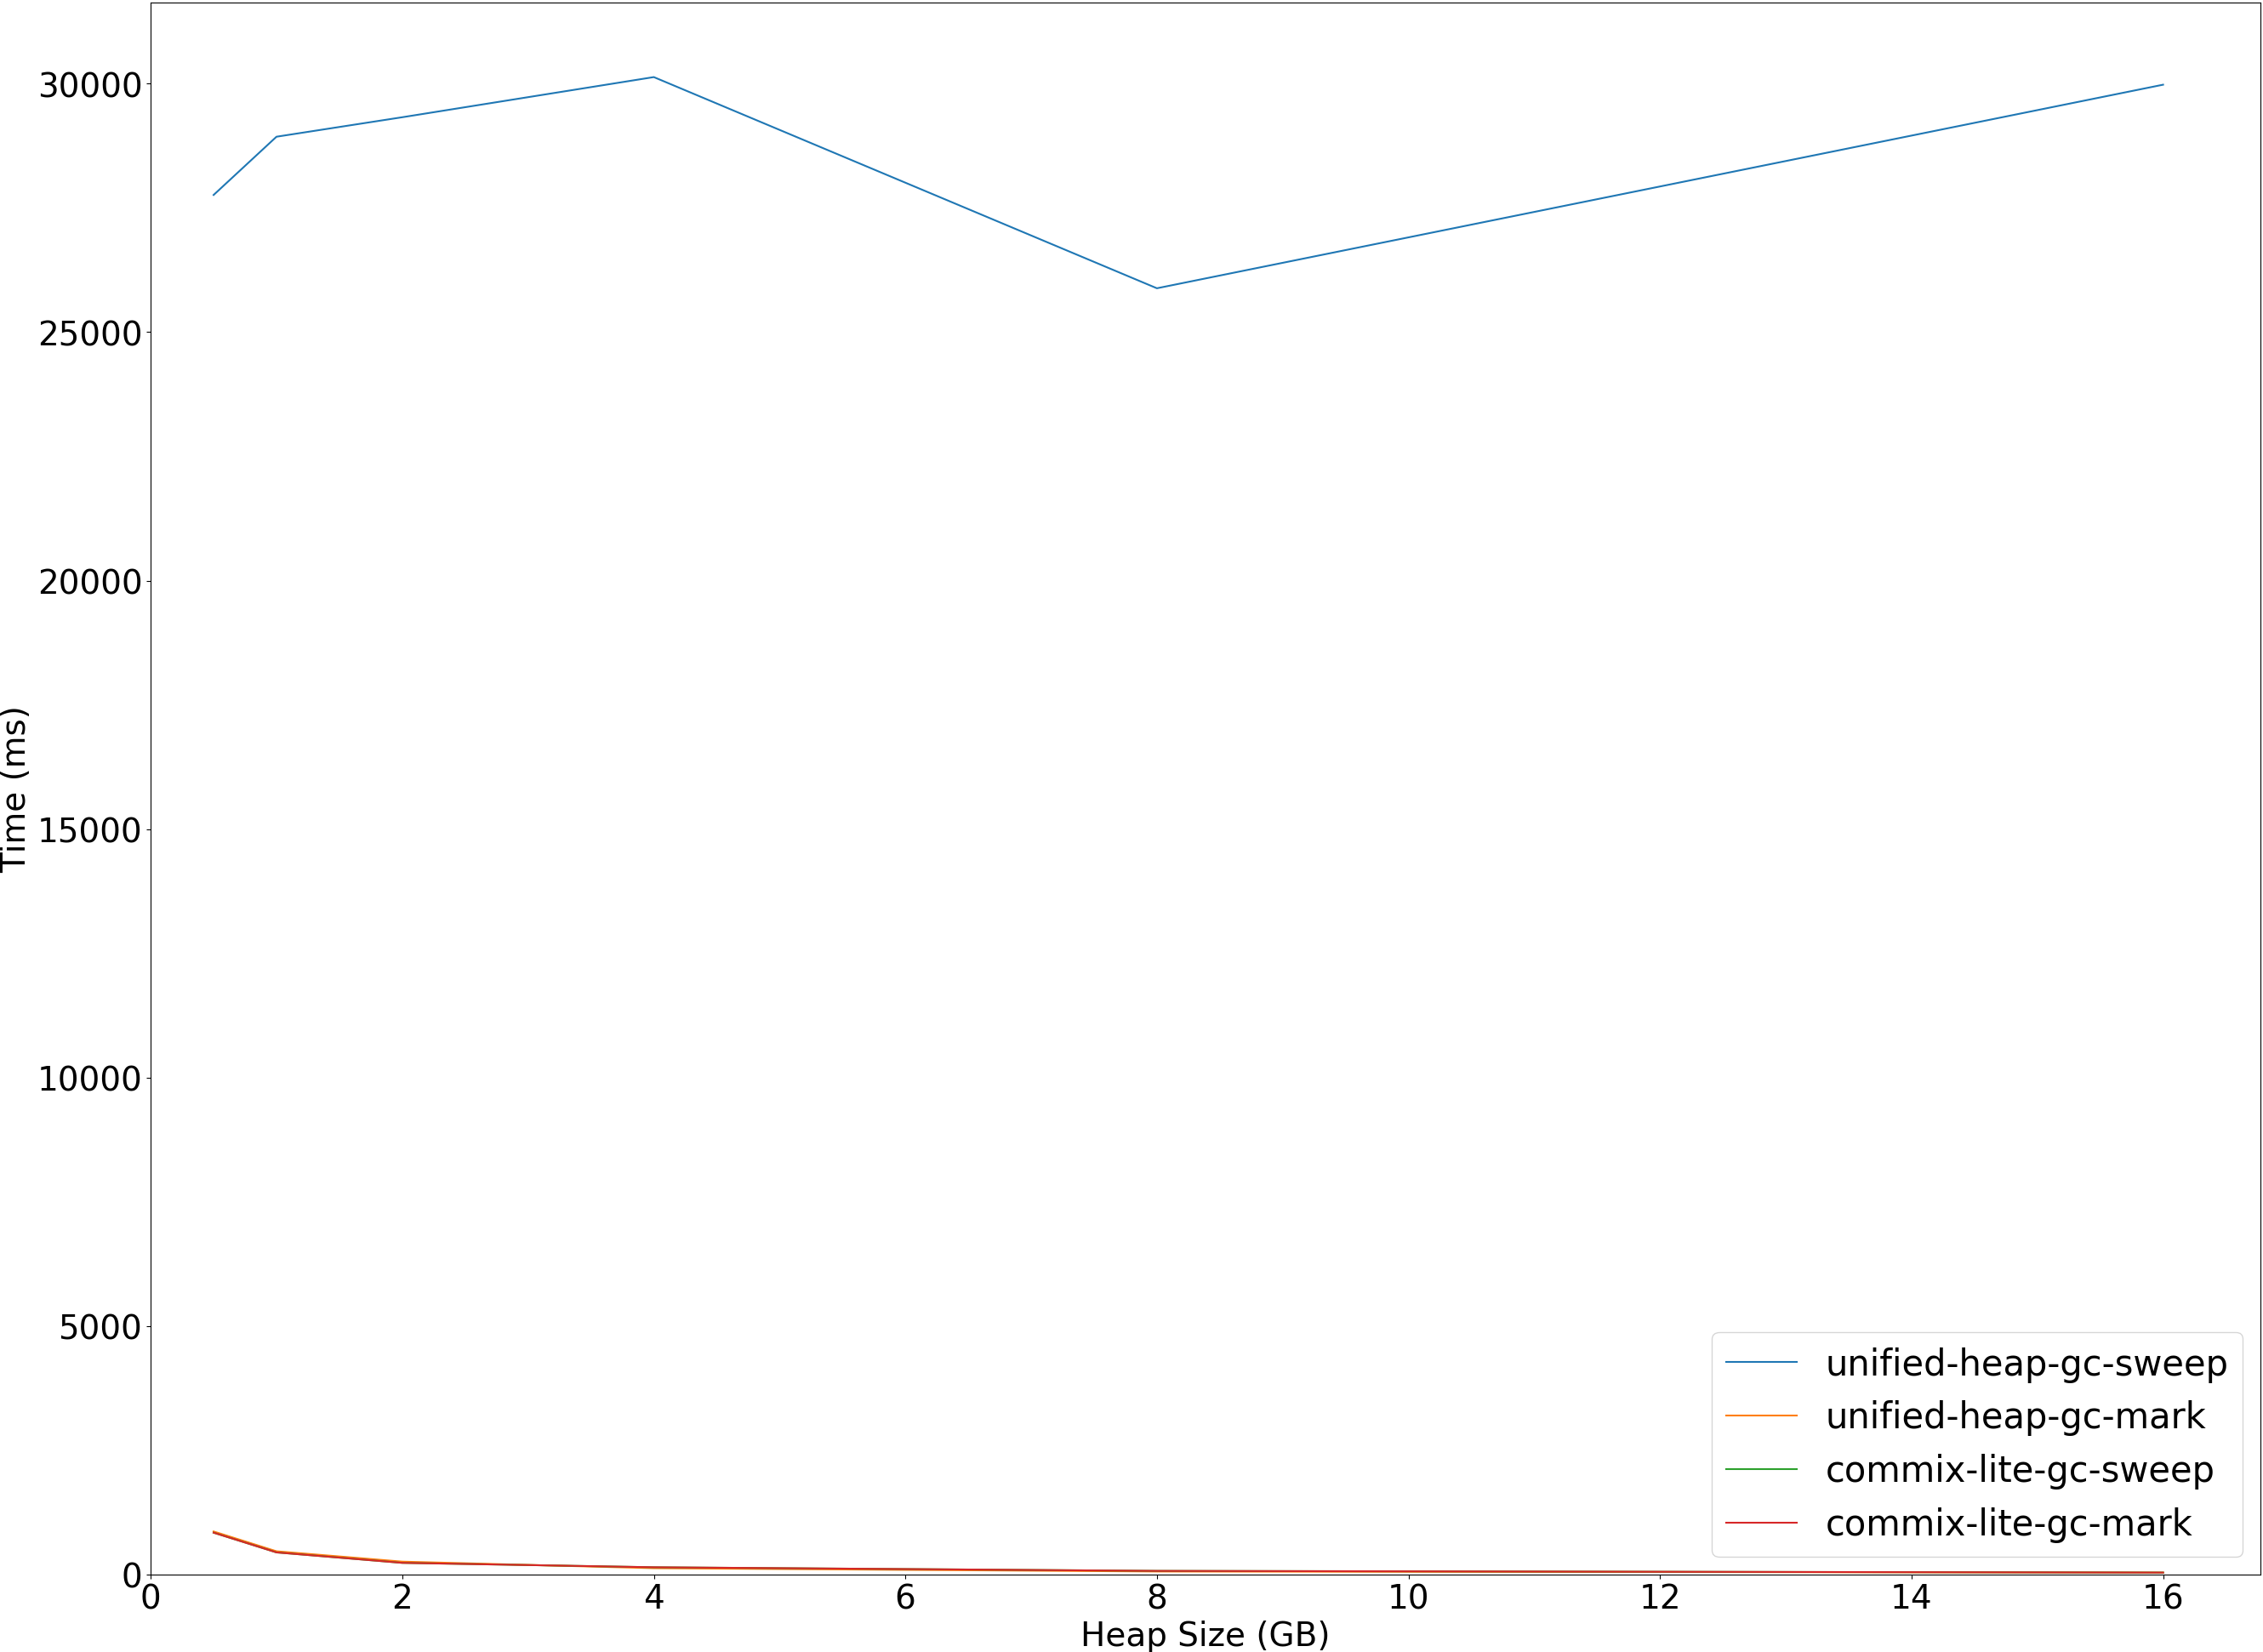 30000
25000
20000
15000
10000
5000
0
Time (ms)
0 2 4 6 8 10 12 14 16
Heap Size (GB)
unified-heap-gc-sweep
unified-heap-gc-mark
commix-lite-gc-sweep
commix-lite-gc-mark